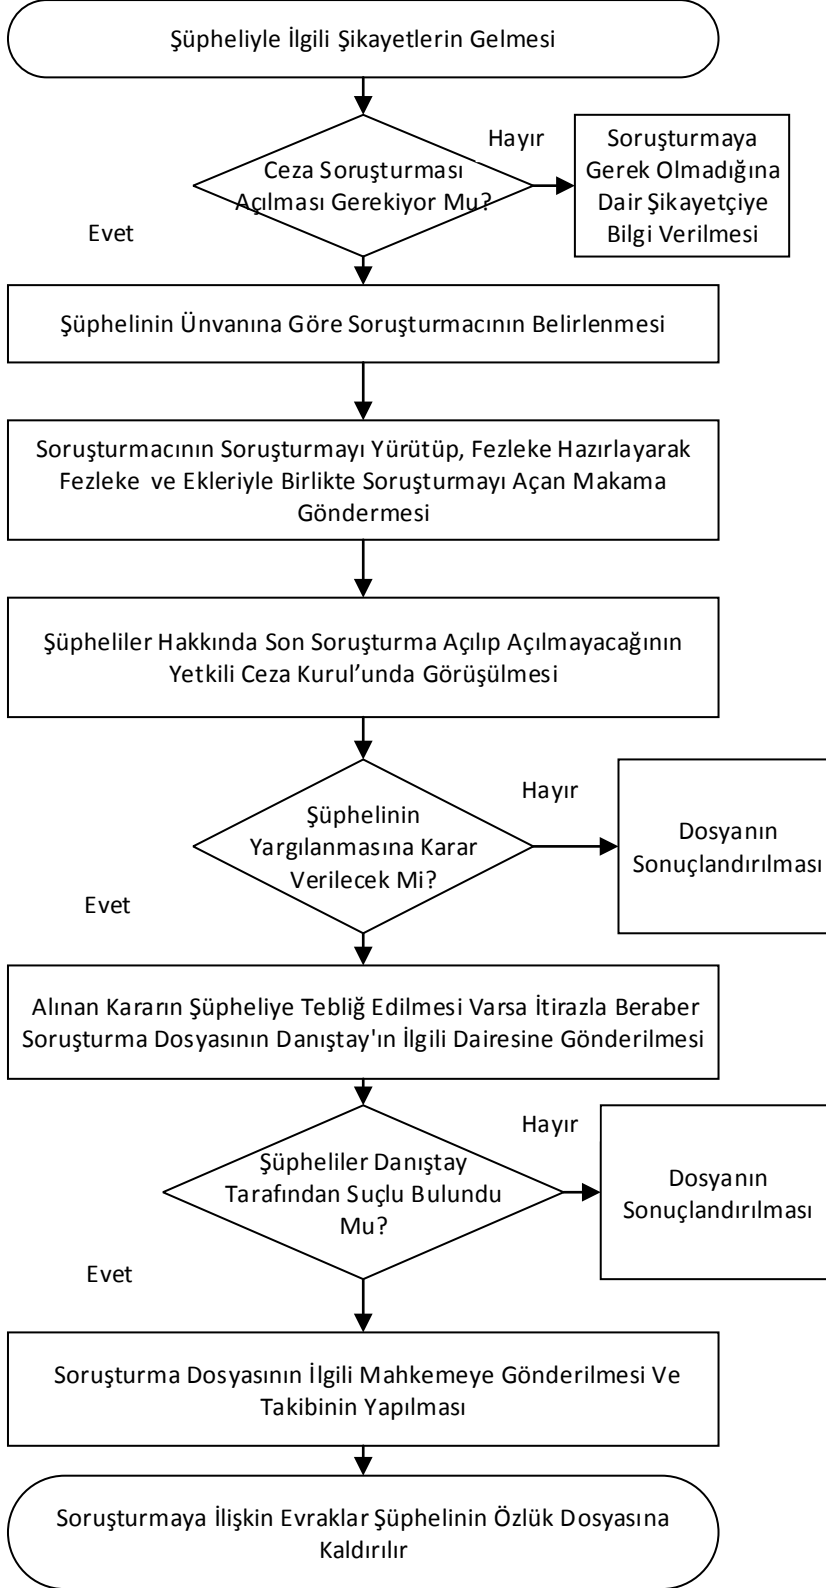 Şüpheliyle İlgili Şikayetlerin Gelmesi
Hayır
Ceza Soruşturması
Açılması Gerekiyor Mu?
Soruşturmaya
Gerek Olmadığına
Dair Şikayetçiye
Bilgi Verilmesi
Evet
Şüphelinin Ünvanına Göre Soruşturmacının Belirlenmesi
Soruşturmacının Soruşturmayı Yürütüp, Fezleke Hazırlayarak
Fezleke ve Ekleriyle Birlikte Soruşturmayı Açan Makama
Göndermesi
Şüpheliler Hakkında Son Soruşturma Açılıp Açılmayacağının
Yetkili Ceza Kurul’unda Görüşülmesi
Hayır
Şüphelinin
Yargılanmasına Karar
Verilecek Mi?
Dosyanın
Sonuçlandırılması
Evet
Alınan Kararın Şüpheliye Tebliğ Edilmesi Varsa İtirazla Beraber
Soruşturma Dosyasının Danıştay'ın İlgili Dairesine Gönderilmesi
Hayır
Şüpheliler Danıştay
Tarafından Suçlu Bulundu
Mu?
Dosyanın
Sonuçlandırılması
Evet
Soruşturma Dosyasının İlgili Mahkemeye Gönderilmesi Ve
Takibinin Yapılması
Soruşturmaya İlişkin Evraklar Şüphelinin Özlük Dosyasına
Kaldırılır